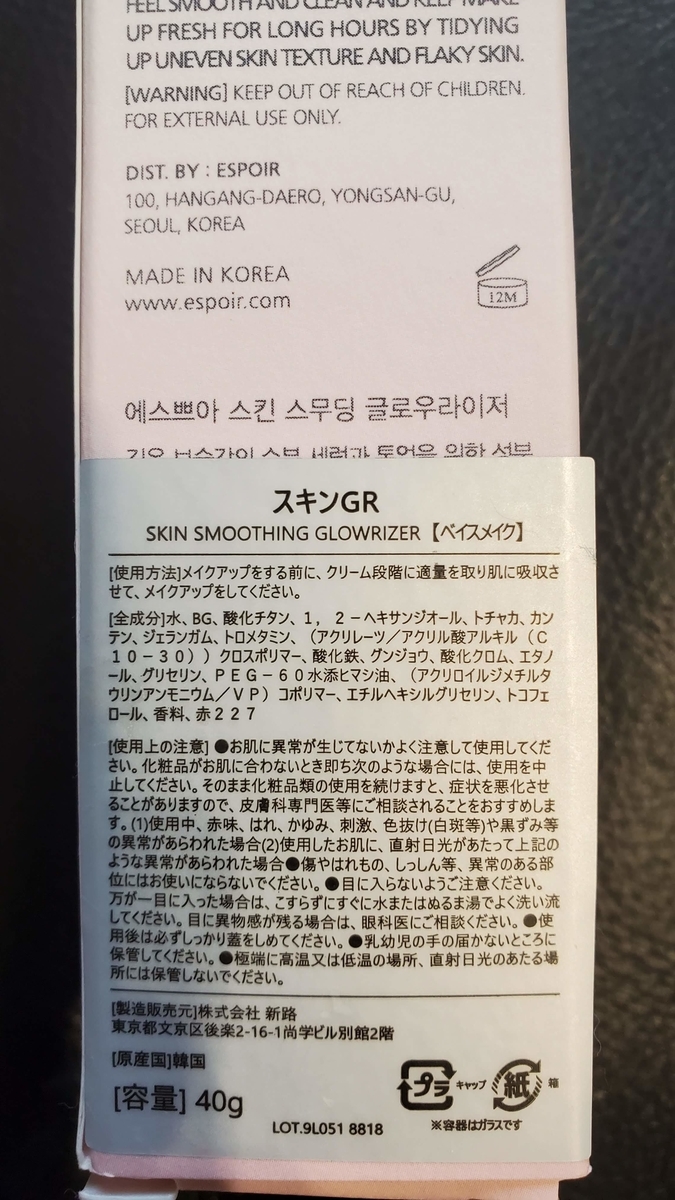 FEEL SMOOTH AND CLEAN AND KEEP MAKE
UP FRESH FOR LONG HOURS BY TIDYING
UP UNEVEN SKIN TEXTURE AND FLAKY SKIN.
[WARNING] KEEP OUT OF REACH OF CHILDREN.
FOR EXTERNAL USE ONLY.
DIST. BY : ESPOIR
100, HANGANG-DAERO, YONGSAN-GU,
SEOUL, KOREA
MADE IN KOREA
www.espoir.com
12M
에스쁘아 스킨 스무딩 글로우라이저
スキンGR
SKIN SMOOTHING GLOWRIZER【ベイスメイク】
[使用方法]メイクアップをする前に、クリーム段階に適量を取り肌に吸収さ
せて、メイクアップをしてください。
[全成分]水、BG、酸化チタン、１，２－ヘキサンジオール、トチャカ、カン
テン、ジェランガム、トロメタミン、（アクリレーツ／アクリル酸アルキル（Ｃ
１０－３０））クロスポリマー、酸化鉄、グンジョウ、酸化クロム、エタノ
ール、グリセリン、ＰＥＧ－６０水添ヒマシ油、（アクリロイルジメチルタ
ウリンアンモニウム／ＶＰ）コポリマー、エチルヘキシルグリセリン、トコフェ
ロール、香料、赤２２７
[使用上の注意] ●お肌に異常が生じてないかよく注意して使用してくだ
さい。化粧品がお肌に合わないとき即ち次のような場合には、使用を中
止してください。そのまま化粧品類の使用を続けますと、症状を悪化させ
ることがありますので、皮膚科専門医等にご相談されることをおすすめしま
す。(1)使用中、赤味、はれ、かゆみ、刺激、色抜け(白斑等)や黒ずみ等
の異常があらわれた場合(2)使用したお肌に、直射日光があたって上記の
ような異常があらわれた場合●傷やはれもの、しっしん等、異常のある部
位にはお使いにならないでください。●目に入らないようご注意ください。
万が一目に入った場合は、こすらずにすぐに水またはぬるま湯でよく洗い流
してください。目に異物感が残る場合は、眼科医にご相談ください。●使
用後は必ずしっかり蓋をしめてください。●乳幼児の手の届かないところに
保管してください。●極端に高温又は低温の場所、直射日光のあたる場
所には保管しないでください。
[製造販売元]株式会社 新路
東京都文京区後楽2-16-1尚学ビル別館2階
[原産国]韓国
[容量] 40g
プラ キャップ 紙 箱
LOT.9L051 8818
※容器はガラスです